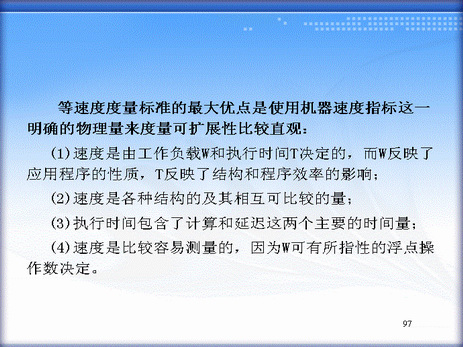 等速度度量标准的最大优点是使用机器速度指标这一
明确的物理量来度量可扩展性比较直观：
(1)速度是由工作负载W和执行时间T决定的，而W反映了
应用程序的性质，T反映了结构和程序效率的影响；
(2)速度是各种结构的及其相互可比较的量；
(3)执行时间包含了计算和延迟这两个主要的时间量；
(4)速度是比较容易测量的，因为W可有所指性的浮点操
作数决定。
97